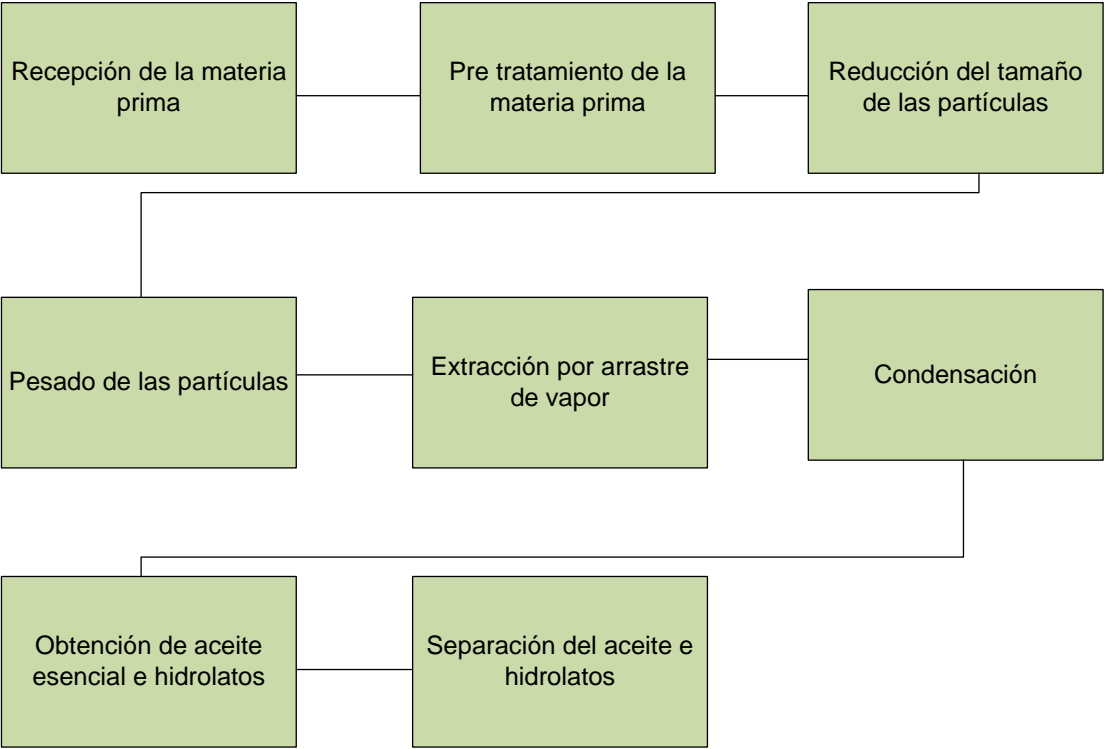 Recepción de la materia
prima
Pre tratamiento de la
materia prima
Reducción del tamaño
de las partículas
Pesado de las partículas
Extracción por arrastre
de vapor
Condensación
Obtención de aceite
esencial e hidrolatos
Separación del aceite e
hidrolatos